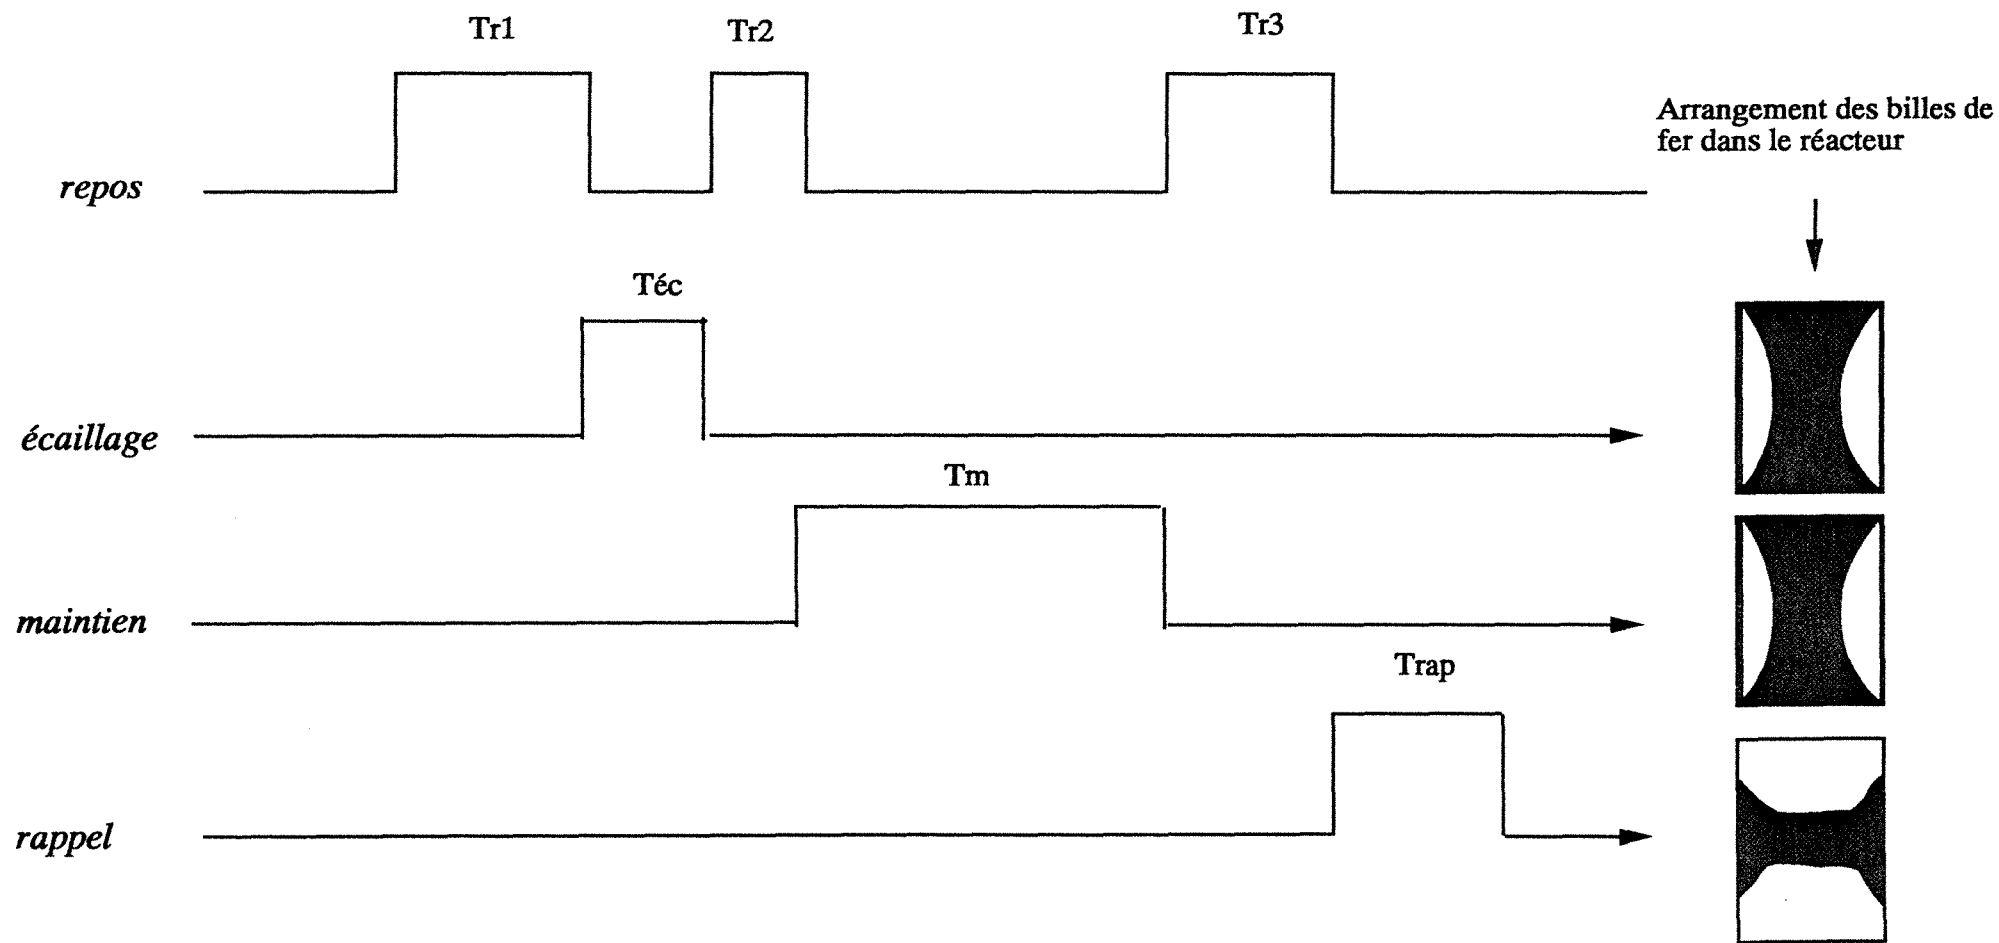 Tr1
Tr2
Tr3
Arrangement des billes de
fer dans le réacteur
repos
Téc
écaillage
Tm
maintien
Trap
rappel